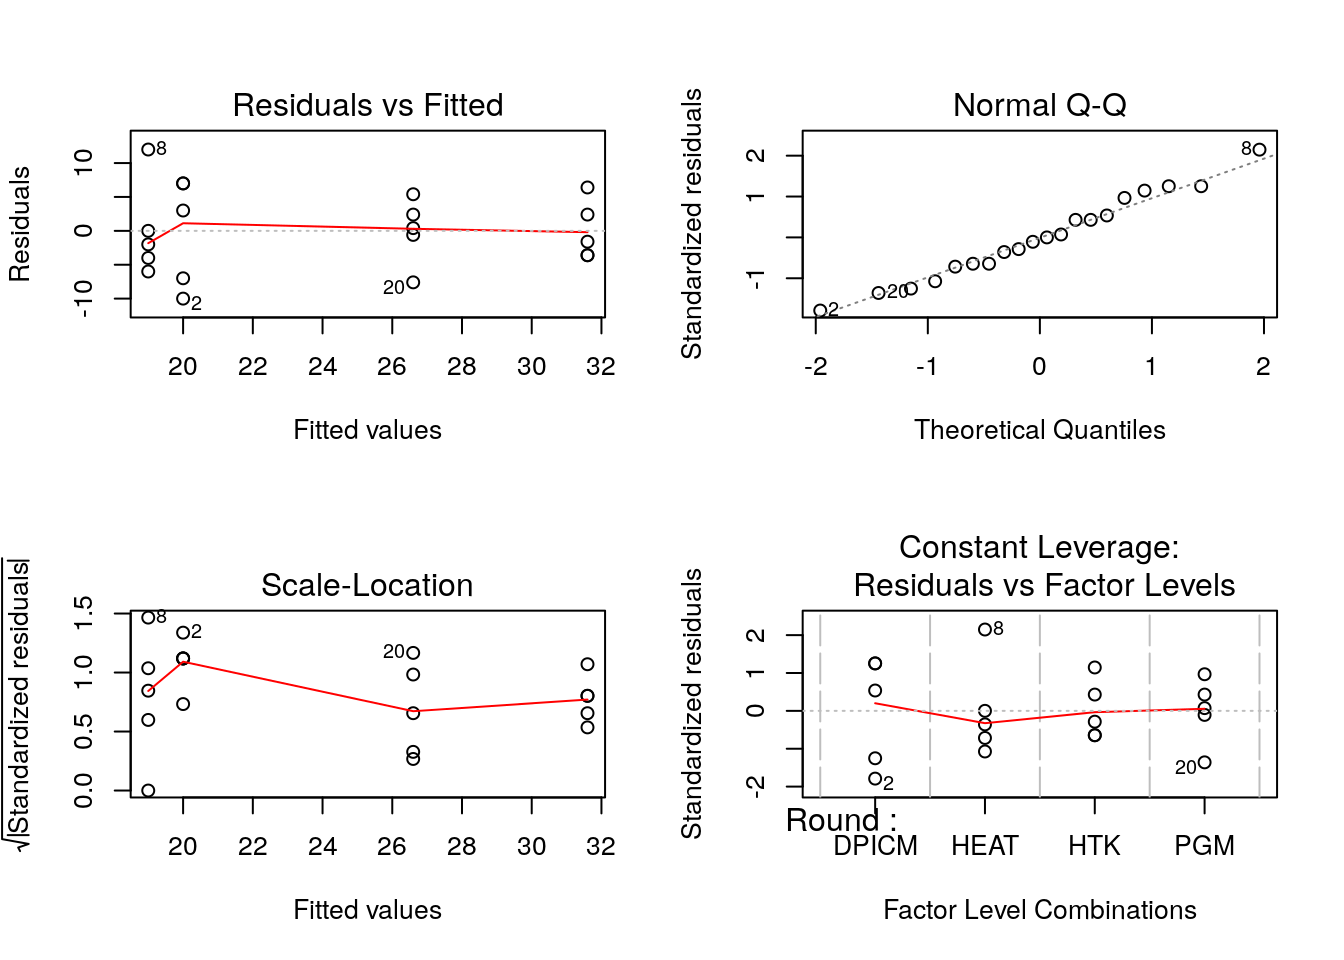 Residuals vs Fitted
Residuals
10
0
-10
8
2
20
20 22 24 26 28 30 32
Fitted values
Normal Q-Q
Standardized residuals
2
1
-1
8
20
2
-2 -1 0 1 2
Theoretical Quantiles
Scale-Location
√|Standardized residuals|
1.5
1.0
0.5
0.0
8
2
20
20 22 24 26 28 30 32
Fitted values
Constant Leverage:
Residuals vs Factor Levels
Standardized residuals
2
1
0
-2
8
2
20
Round :
DPICM HEAT HTK PGM
Factor Level Combinations